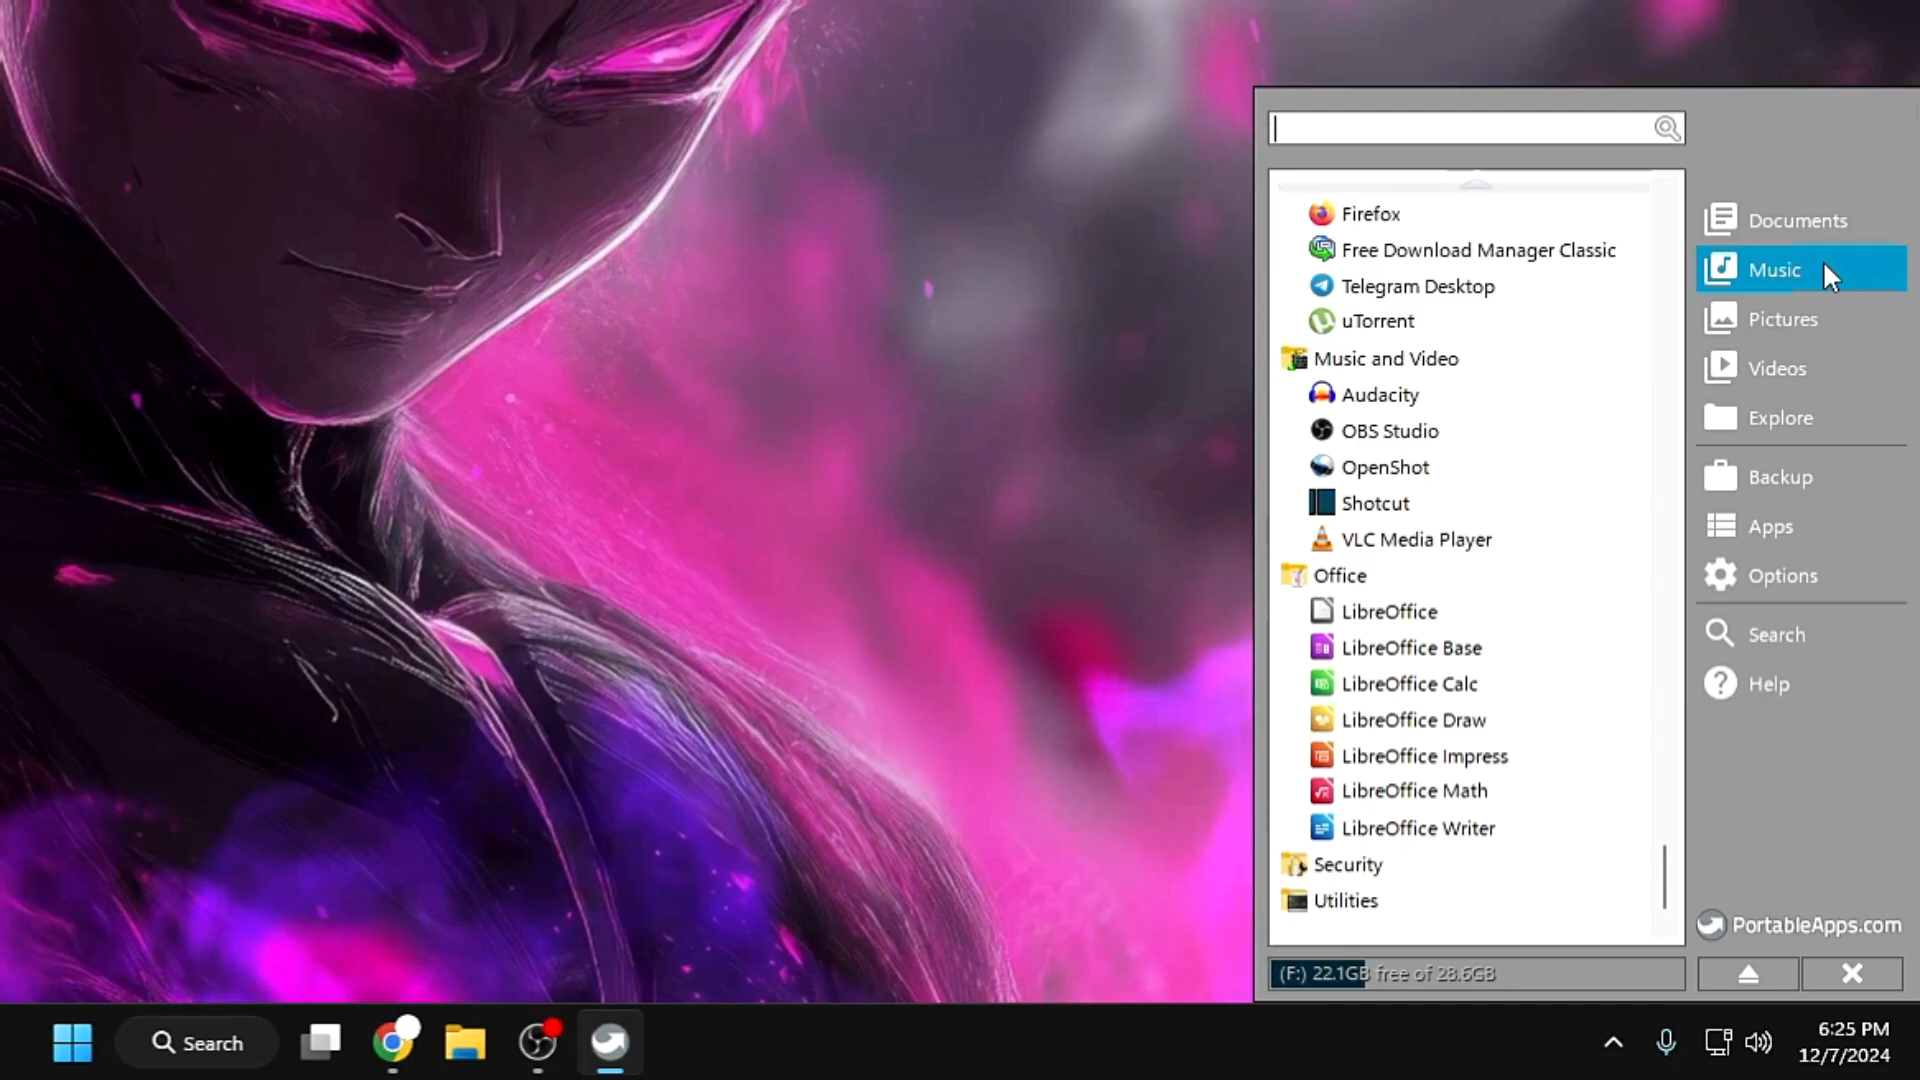 Firefox
Free Download Manager Classic
Telegram Desktop
uTorrent
Music and Video
Audacity
OBS Studio
OpenShot
Shotcut
VLC Media Player
Office
LibreOffice
LibreOffice Base
LibreOffice Calc
LibreOffice Draw
LibreOffice Impress
LibreOffice Math
LibreOffice Writer
Security
Utilities
(F:) 22.1GB free of 28.6GB
Documents
Music
Pictures
Videos
Explore
Backup
Apps
Options
Search
Help
PortableApps.com
Search
6:25 PM
12/7/2024